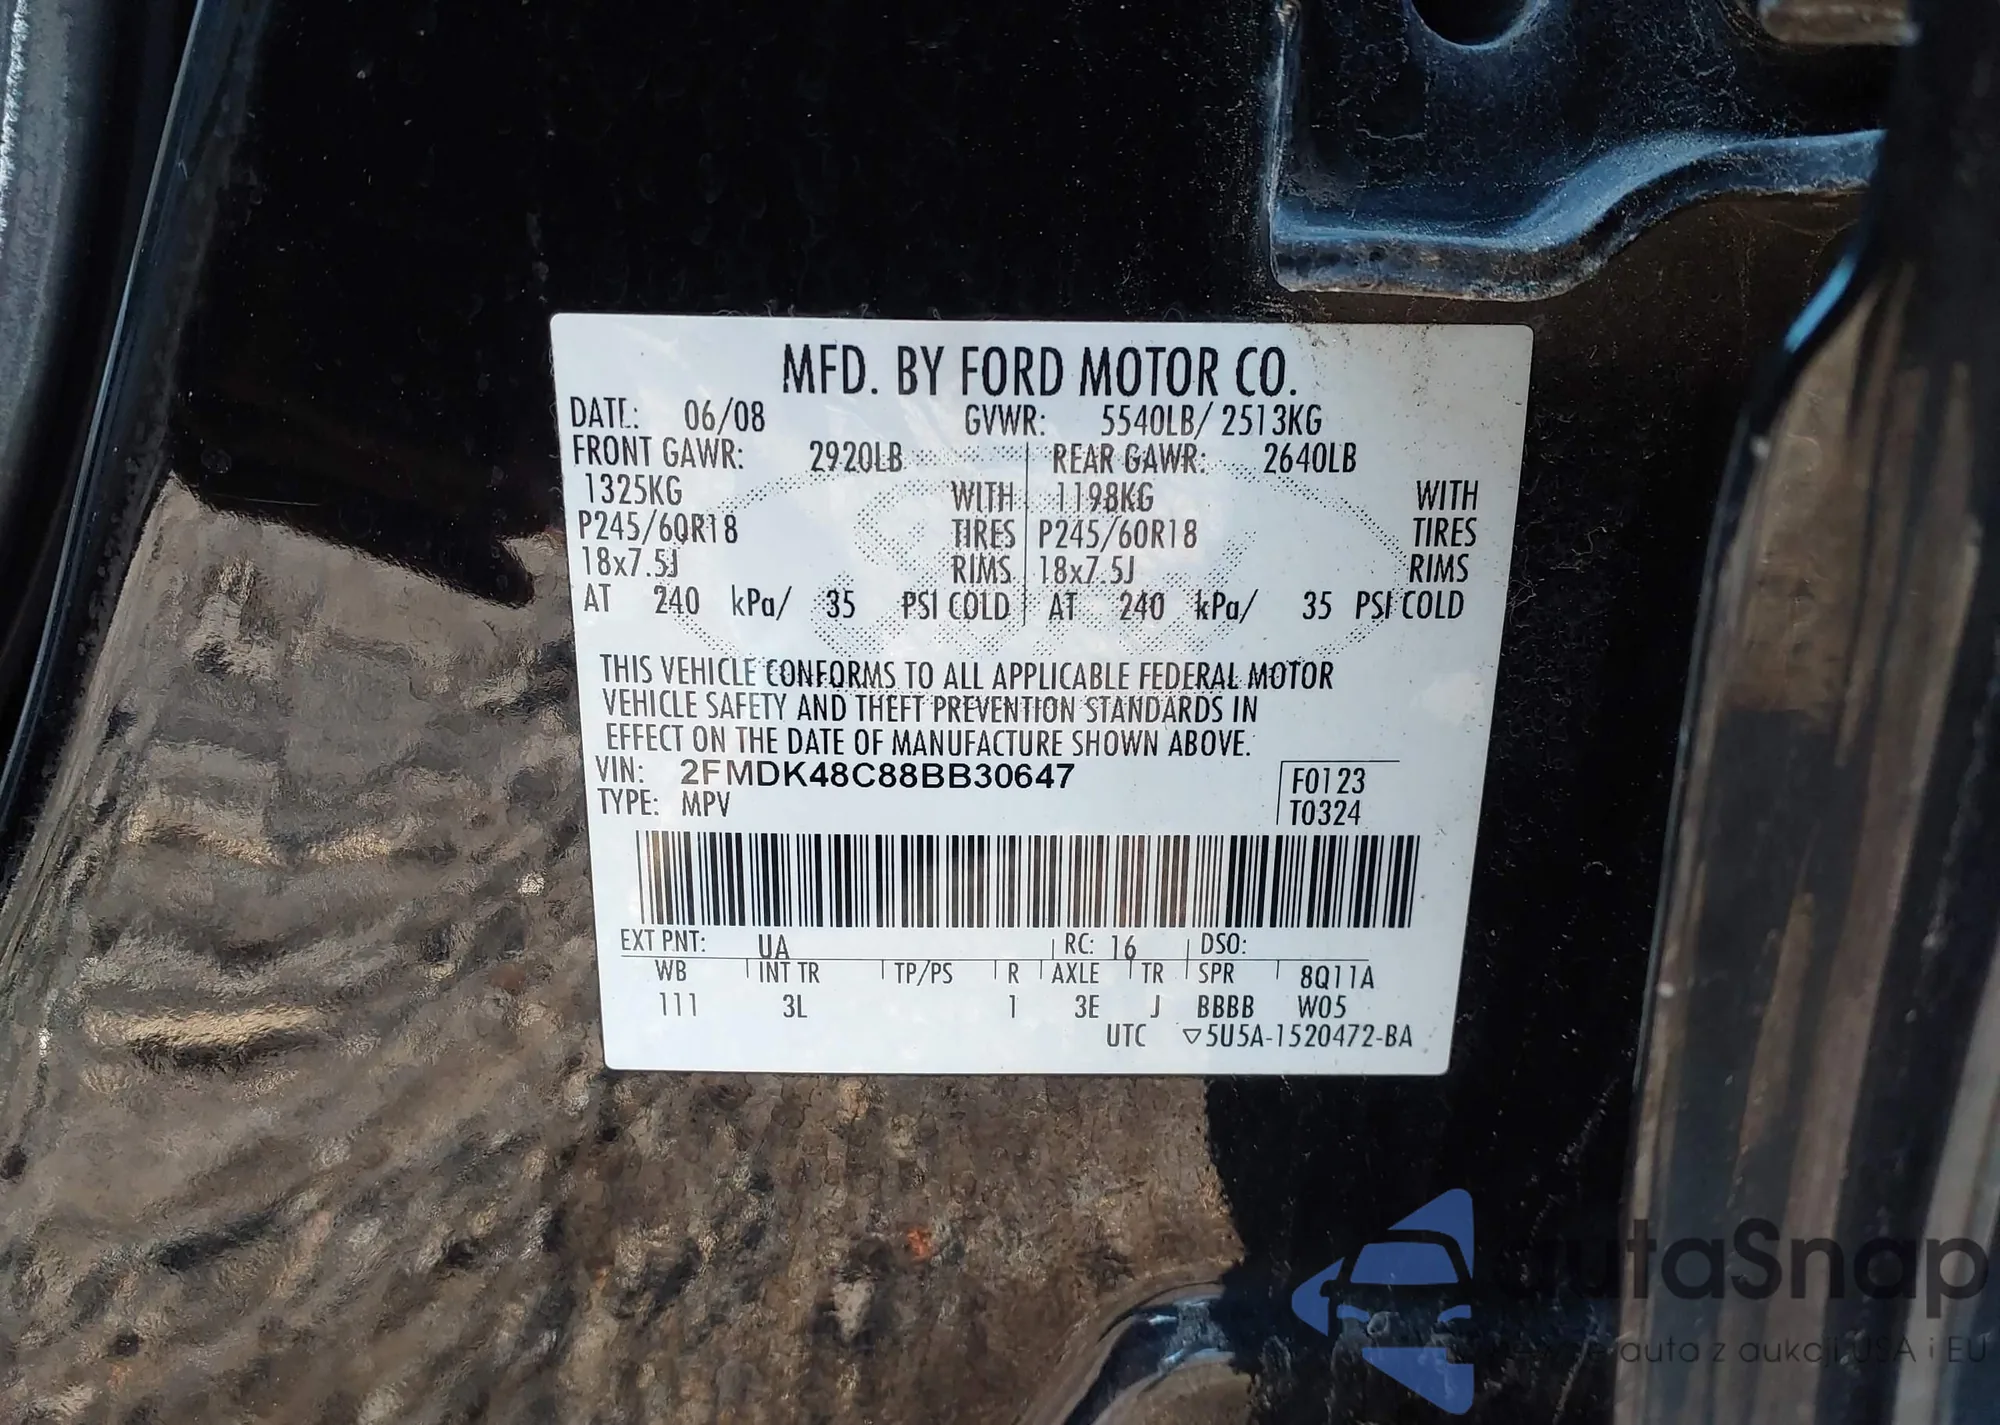 MFD. BY FORD MOTOR CO.
DATE: 06/08 GVWR: 5540LB/ 2513KG
FRONT GAWR: 2920LB REAR GAWR: 2640LB
1325KG WITH 1198KG WITH
P245/60R18 TIRES P245/60R18 TIRES
18x7.5J RIMS 18x7.5J RIMS
AT 240 kPa/ 35 PSI COLD AT 240 kPa/ 35 PSI COLD
THIS VEHICLE CONFORMS TO ALL APPLICABLE FEDERAL MOTOR
VEHICLE SAFETY AND THEFT PREVENTION STANDARDS IN
EFFECT ON THE DATE OF MANUFACTURE SHOWN ABOVE.
VIN: 2FMDK48C88BB30647 F0123
TYPE: MPV T0324
EXT PNT: UA RC: 16 DSO:
WB INT TR TP/PS R AXLE TR SPR 8Q11A
111 3L 1 3E J BBBB W05
UTC ▽5U5A-1520472-BA
autaSnap
auta z aukcji USA i EU